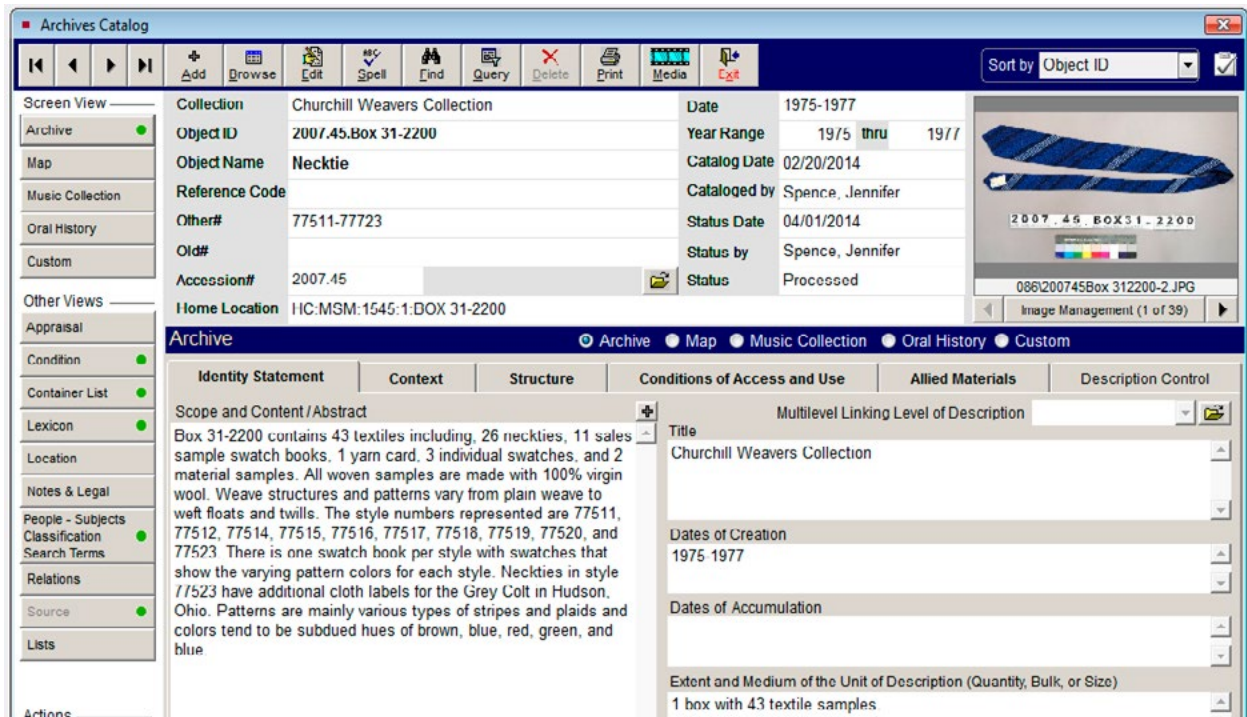 Archives Catalog
Add Browse Edit Spell Find Query Delete Print Media Exit
Sort by Object ID
Screen View
Archive
Map
Music Collection
Oral History
Custom
Other Views
Appraisal
Condition
Container List
Lexicon
Location
Notes & Legal
People - Subjects
Classification
Search Terms
Relations
Source
Lists
Actions
Collection Churchill Weavers Collection
Object ID 2007.45.Box 31-2200
Object Name Necktie
Reference Code
Other# 77511-77723
Old#
Accession# 2007.45
Home Location HC:MSM:1545:1:BOX 31-2200
Date 1975-1977
Year Range 1975 thru 1977
Catalog Date 02/20/2014
Cataloged by Spence, Jennifer
Status Date 04/01/2014
Status by Spence, Jennifer
Status Processed
2007.45.BOX31.2200
086\200745Box 312200-2.JPG
Image Management (1 of 39)
Archive
Archive Map Music Collection Oral History Custom
Identity Statement Context Structure Conditions of Access and Use Allied Materials Description Control
Scope and Content / Abstract
Box 31-2200 contains 43 textiles including, 26 neckties, 11 sales
sample swatch books, 1 yarn card, 3 individual swatches, and 2
material samples. All woven samples are made with 100% virgin
wool. Weave structures and patterns vary from plain weave to
weft floats and twills. The style numbers represented are 77511,
77512, 77514, 77515, 77516, 77517, 77518, 77519, 77520, and
77523. There is one swatch book per style with swatches that
show the varying pattern colors for each style. Neckties in style
77523 have additional cloth labels for the Grey Colt in Hudson,
Ohio. Patterns are mainly various types of stripes and plaids and
colors tend to be subdued hues of brown, blue, red, green, and
blue.
Multilevel Linking Level of Description
Title
Churchill Weavers Collection
Dates of Creation
1975-1977
Dates of Accumulation
Extent and Medium of the Unit of Description (Quantity, Bulk, or Size)
1 box with 43 textile samples.